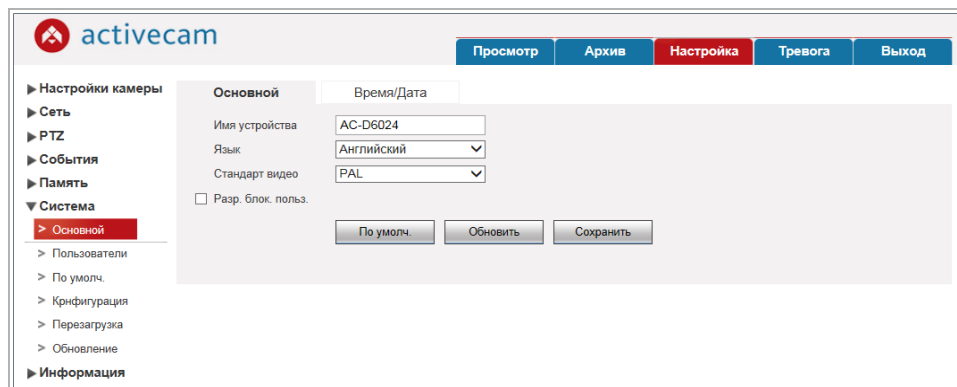 activecam
Просмотр Архив Настройка Тревога Выход
Настройки камеры
Сеть
PTZ
События
Память
Система
> Основной
> Пользователи
> По умолч.
> Крнфигурация
> Перезагрузка
> Обновление
Информация
Основной Время/Дата
Имя устройства AC-D6024
Язык Английский
Стандарт видео PAL
Разр. блок. польз.
По умолч. Обновить Сохранить